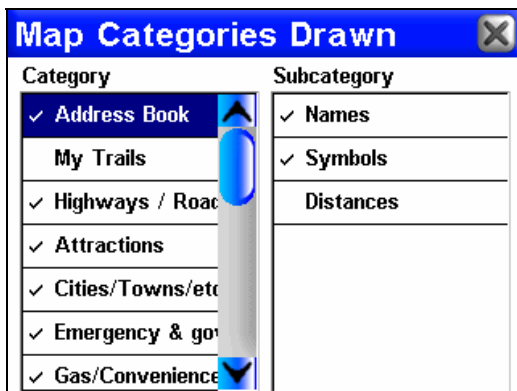 Map Categories Drawn
Category
Address Book
My Trails
Highways / Roac
Attractions
Cities/Towns/etc
Emergency & gov
Gas/Convenience
Subcategory
Names
Symbols
Distances